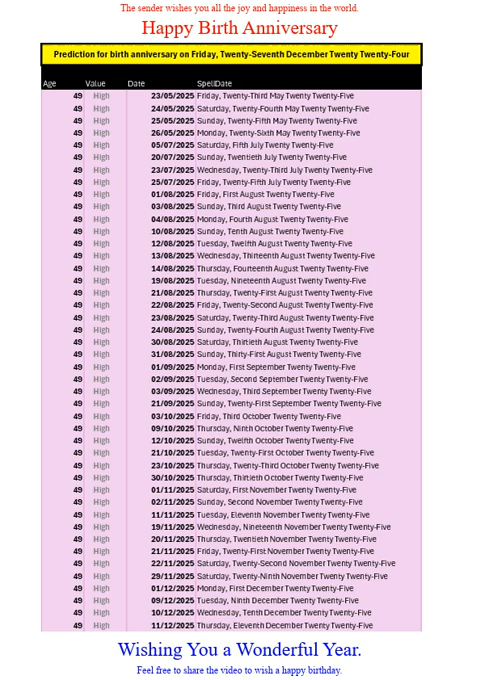 The sender wishes you all the joy and happiness in the world.
Happy Birth Anniversary
Prediction for birth anniversary on Friday, Twenty-Seventh December Twenty Twenty-Four
Age Value Date SpellDate
49 High 23/05/2025 Friday, Twenty-Third May Twenty Twenty-Five
49 High 24/05/2025 Saturday, Twenty-Fourth May Twenty Twenty-Five
49 High 25/05/2025 Sunday, Twenty-Fifth May Twenty Twenty-Five
49 High 26/05/2025 Monday, Twenty-Sixth May Twenty Twenty-Five
49 High 05/07/2025 Saturday, Fifth July Twenty Twenty-Five
49 High 20/07/2025 Sunday, Twentieth July Twenty Twenty-Five
49 High 23/07/2025 Wednesday, Twenty-Third July Twenty Twenty-Five
49 High 25/07/2025 Friday, Twenty-Fifth July Twenty Twenty-Five
49 High 01/08/2025 Friday, First August Twenty Twenty-Five
49 High 03/08/2025 Sunday, Third August Twenty Twenty-Five
49 High 04/08/2025 Monday, Fourth August Twenty Twenty-Five
49 High 10/08/2025 Sunday, Tenth August Twenty Twenty-Five
49 High 12/08/2025 Tuesday, Twelfth August Twenty Twenty-Five
49 High 13/08/2025 Wednesday, Thirteenth August Twenty Twenty-Five
49 High 14/08/2025 Thursday, Fourteenth August Twenty Twenty-Five
49 High 19/08/2025 Tuesday, Nineteenth August Twenty Twenty-Five
49 High 21/08/2025 Thursday, Twenty-First August Twenty Twenty-Five
49 High 22/08/2025 Friday, Twenty-Second August Twenty Twenty-Five
49 High 23/08/2025 Saturday, Twenty-Third August Twenty Twenty-Five
49 High 24/08/2025 Sunday, Twenty-Fourth August Twenty Twenty-Five
49 High 30/08/2025 Saturday, Thirtieth August Twenty Twenty-Five
49 High 31/08/2025 Sunday, Thirty-First August Twenty Twenty-Five
49 High 01/09/2025 Monday, First September Twenty Twenty-Five
49 High 02/09/2025 Tuesday, Second September Twenty Twenty-Five
49 High 03/09/2025 Wednesday, Third September Twenty Twenty-Five
49 High 21/09/2025 Sunday, Twenty-First September Twenty Twenty-Five
49 High 03/10/2025 Friday, Third October Twenty Twenty-Five
49 High 09/10/2025 Thursday, Ninth October Twenty Twenty-Five
49 High 12/10/2025 Sunday, Twelfth October Twenty Twenty-Five
49 High 21/10/2025 Tuesday, Twenty-First October Twenty Twenty-Five
49 High 23/10/2025 Thursday, Twenty-Third October Twenty Twenty-Five
49 High 30/10/2025 Thursday, Thirtieth October Twenty Twenty-Five
49 High 01/11/2025 Saturday, First November Twenty Twenty-Five
49 High 02/11/2025 Sunday, Second November Twenty Twenty-Five
49 High 11/11/2025 Tuesday, Eleventh November Twenty Twenty-Five
49 High 19/11/2025 Wednesday, Nineteenth November Twenty Twenty-Five
49 High 20/11/2025 Thursday, Twentieth November Twenty Twenty-Five
49 High 21/11/2025 Friday, Twenty-First November Twenty Twenty-Five
49 High 22/11/2025 Saturday, Twenty-Second November Twenty Twenty-Five
49 High 29/11/2025 Saturday, Twenty-Ninth November Twenty Twenty-Five
49 High 01/12/2025 Monday, First December Twenty Twenty-Five
49 High 09/12/2025 Tuesday, Ninth December Twenty Twenty-Five
49 High 10/12/2025 Wednesday, Tenth December Twenty Twenty-Five
49 High 11/12/2025 Thursday, Eleventh December Twenty Twenty-Five
Wishing You a Wonderful Year.
Feel free to share the video to wish a happy birthday.